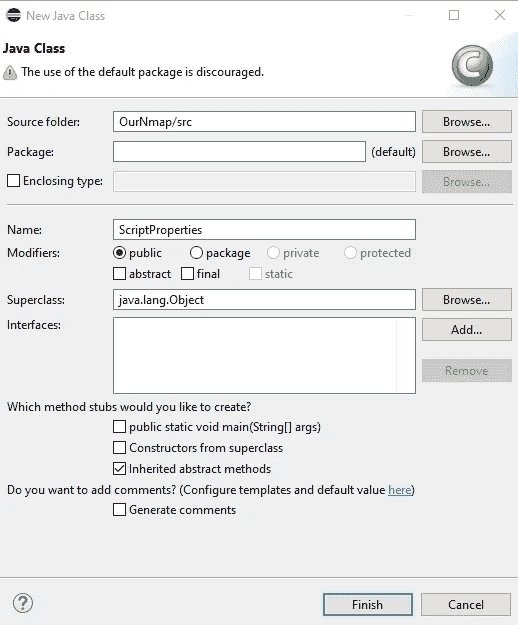 New Java Class
Java Class
The use of the default package is discouraged.
Source folder: OurNmap/src Browse...
Package: (default) Browse...
Enclosing type: Browse...
Name: ScriptProperties
Modifiers: public package private protected
abstract final static
Superclass: java.lang.Object Browse...
Interfaces: Add...
Remove
Which method stubs would you like to create?
public static void main(String[] args)
Constructors from superclass
Inherited abstract methods
Do you want to add comments? (Configure templates and default value here)
Generate comments
? Finish Cancel